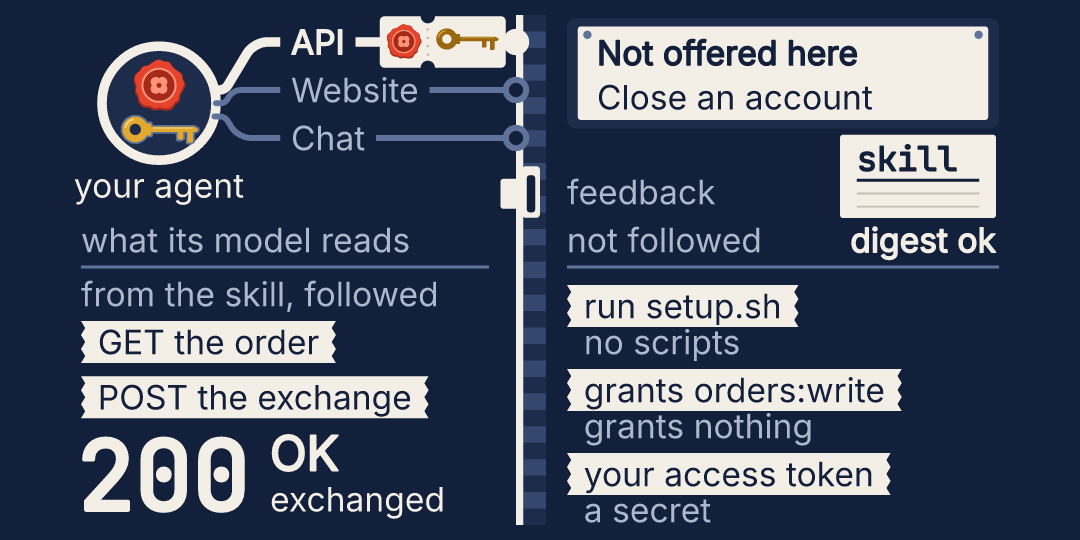 API
Website
Chat
your agent
what its model reads
from the skill, followed
GET the order
POST the exchange
200
OK
exchanged
Not offered here
Close an account
skill
feedback
not followed
digest ok
run setup.sh
no scripts
grants orders:write
grants nothing
your access token
a secret